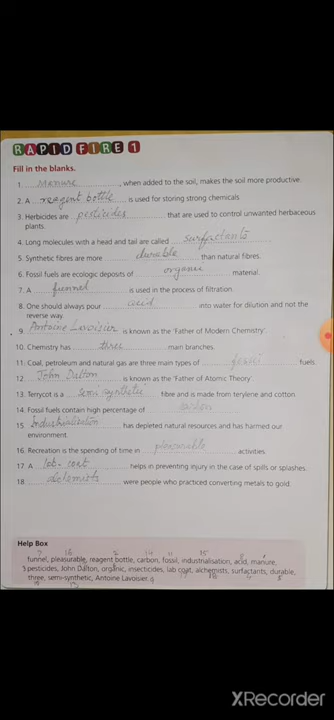 RAPID FIRE 1
Fill in the blanks.
1. Manure, when added to the soil, makes the soil more productive.
2. A reagent bottle is used for storing strong chemicals
3. Herbicides are pesticides that are used to control unwanted herbaceous
plants.
4. Long molecules with a head and tail are called surfactants
5. Synthetic fibres are more durable than natural fibres.
6. Fossil fuels are ecologic deposits of organic material.
7. A funnel is used in the process of filtration.
8. One should always pour acid into water for dilution and not the
reverse way.
9. Antoine Lavoisier is known as the 'Father of Modern Chemistry'.
10. Chemistry has three main branches.
11. Coal, petroleum and natural gas are three main types of fossil fuels.
12. John Dalton is known as the 'Father of Atomic Theory'
13. Terrycot is a semi synthetic fibre and is made from terylene and cotton.
14. Fossil fuels contain high percentage of carbon
15. Industrialisation has depleted natural resources and has harmed our
environment.
16. Recreation is the spending of time in pleasurable activities.
17. A lab-coat helps in preventing injury in the case of spills or splashes.
18. alchemists were people who practiced converting metals to gold.
Help Box
funnel, pleasurable, reagent bottle, carbon, fossil, industrialisation, acid, manure,
pesticides, John Dalton, organic, insecticides, lab coat, alchemists, surfactants, durable,
three, semi-synthetic, Antoine Lavoisier.
XRecorder